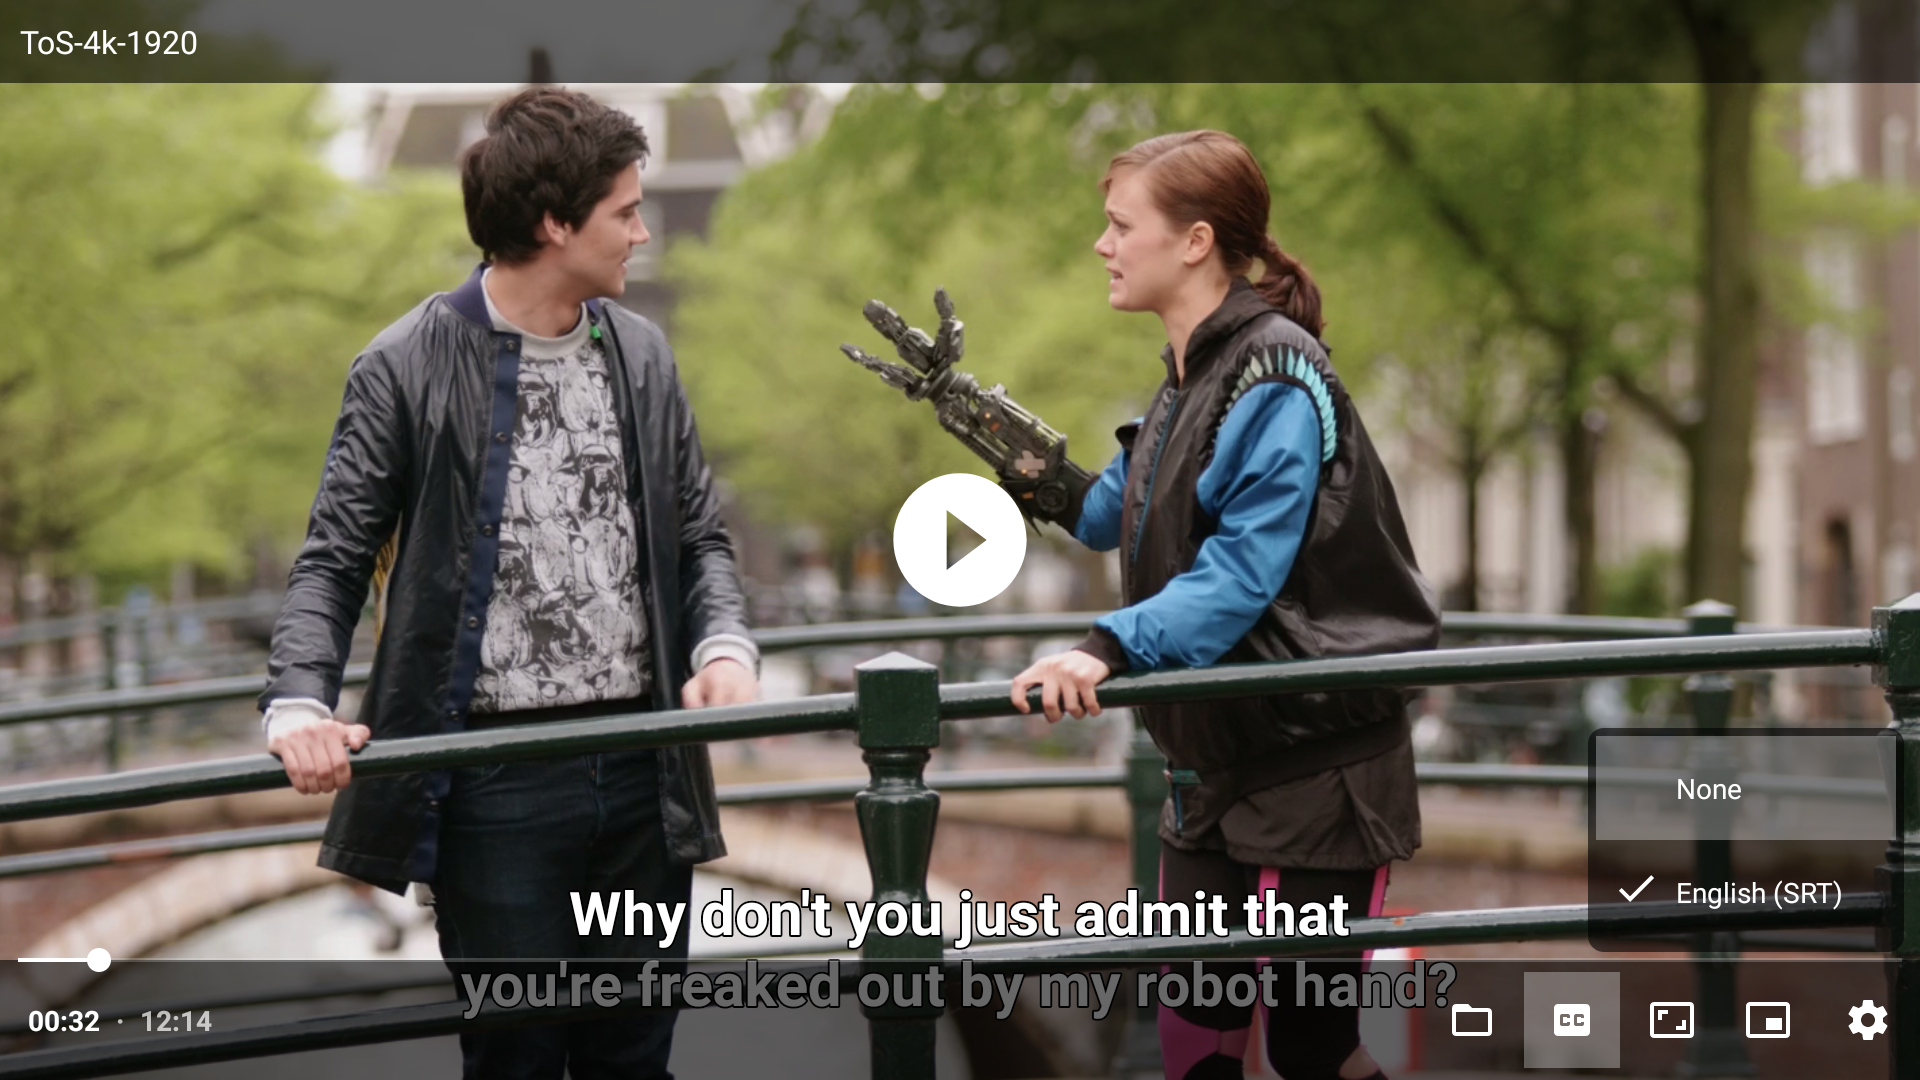 ToS-4k-1920
None
English (SRT)
Why don't you just admit that
you're freaked out by my robot hand?
00:32 · 12:14
CC